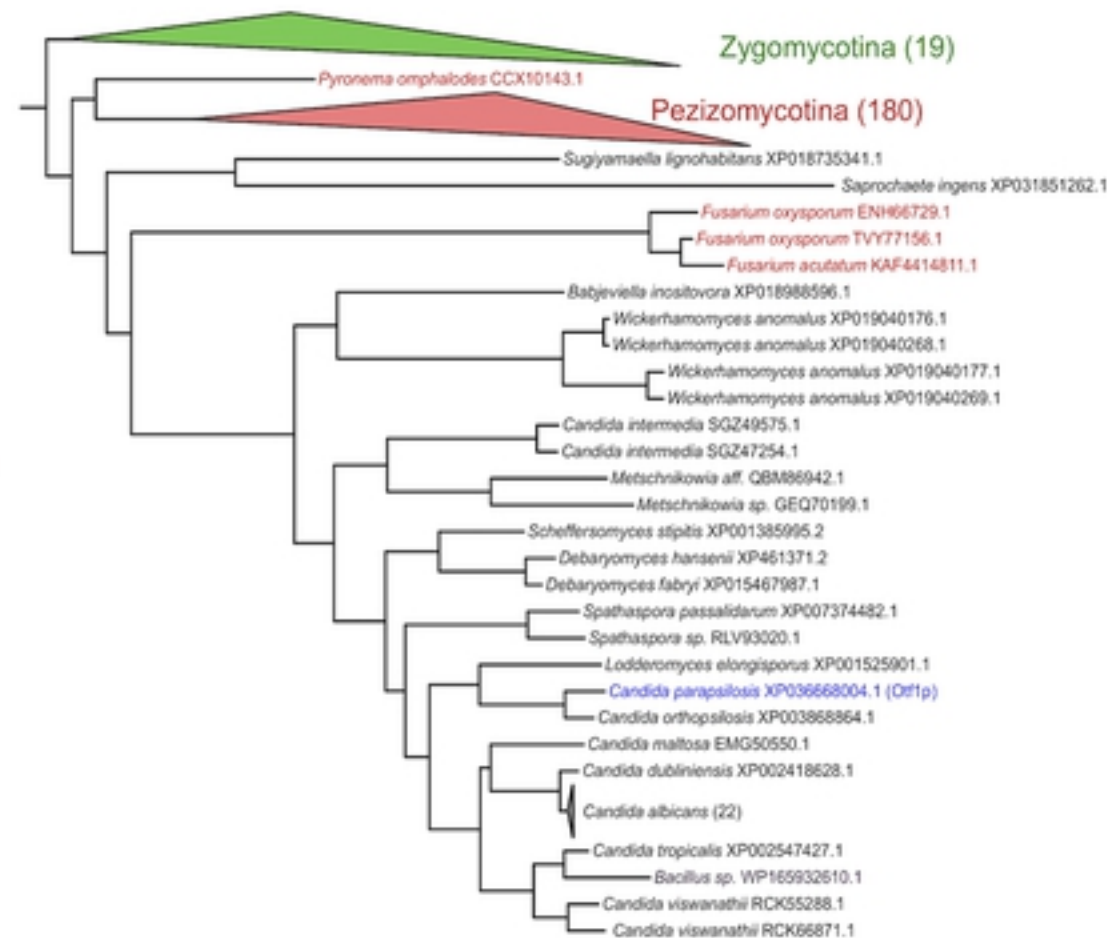 Zygomycotina (19)
Pyronema omphalodes CCX10143.1
Pezizomycotina (180)
Sugiyamaella lignohabitans XP018735341.1
Saprochaete ingens XP031851262.1
Fusarium oxysporum ENH66729.1
Fusarium oxysporum TVY77156.1
Fusarium acutatum KAF4414811.1
Babjeviella inositovora XP018988596.1
Wickerhamomyces anomalus XP019040176.1
Wickerhamomyces anomalus XP019040268.1
Wickerhamomyces anomalus XP019040177.1
Wickerhamomyces anomalus XP019040269.1
Candida intermedia SGZ49575.1
Candida intermedia SGZ47254.1
Metschnikowia aff. QBM86942.1
Metschnikowia sp. GEQ70199.1
Scheffersomyces stipitis XP001385995.2
Debaryomyces hansenii XP461371.2
Debaryomyces fabryi XP015467987.1
Spathaspora passalidarum XP007374482.1
Spathaspora sp. RLV93020.1
Lodderomyces elongisporus XP001525901.1
Candida parapsilosis XP036668004.1 (Otf1p)
Candida orthopsilosis XP003868864.1
Candida maltosa EMG50550.1
Candida dubliniensis XP002418628.1
Candida albicans (22)
Candida tropicalis XP002547427.1
Bacillus sp. WP165932610.1
Candida viswanathii RCK55288.1
Candida viswanathii RCK66871.1